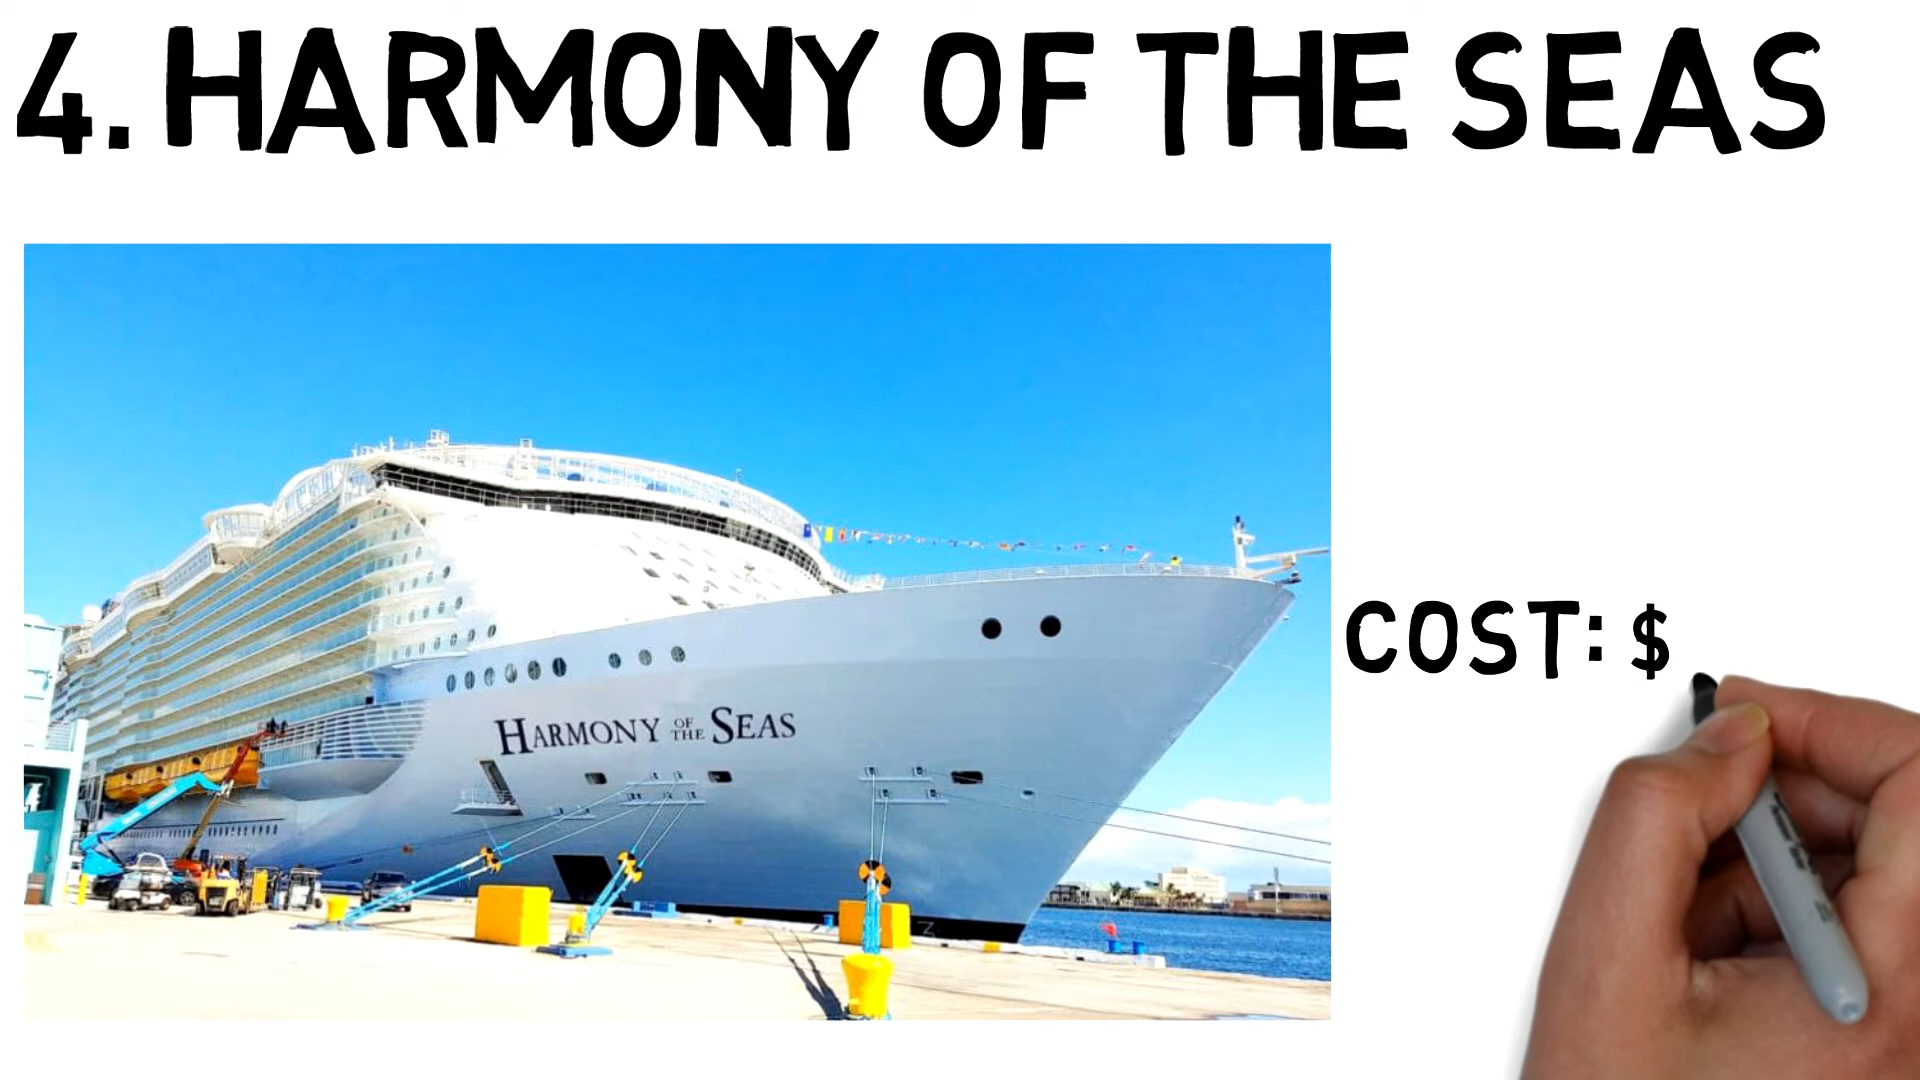 4. HARMONY OF THE SEAS
COST: $
HARMONY OF THE SEAS